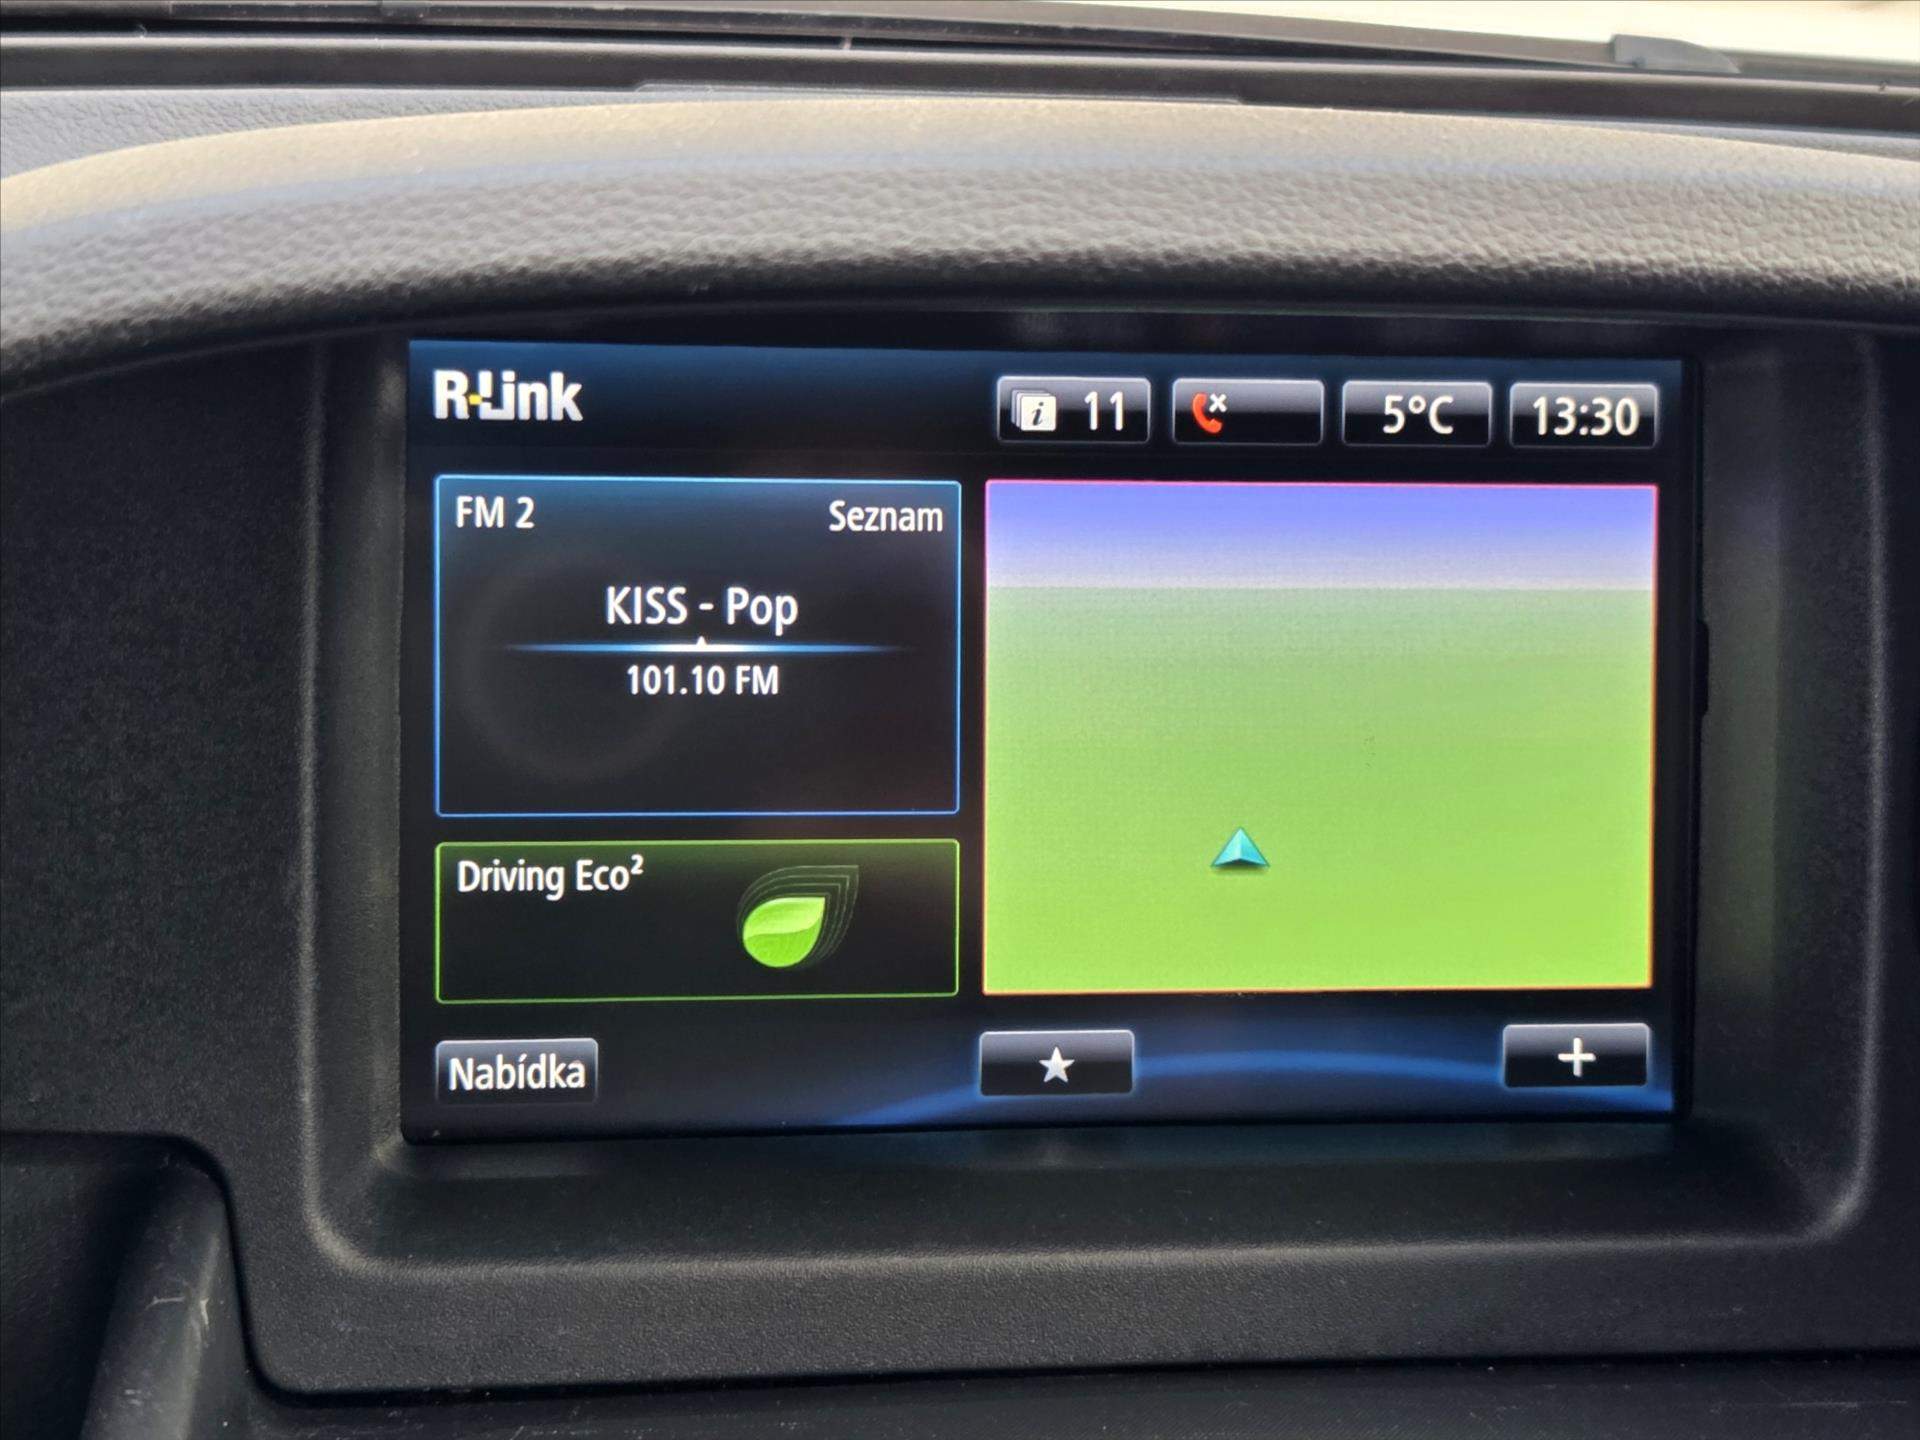 R-Link
11
5°C
13:30
FM 2
Seznam
KISS - Pop
101.10 FM
Driving Eco²
Nabídka